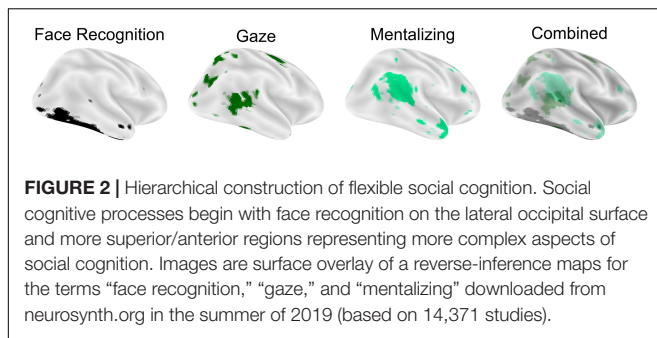 Face Recognition Gaze Mentalizing Combined
FIGURE 2 | Hierarchical construction of flexible social cognition. Social
cognitive processes begin with face recognition on the lateral occipital surface
and more superior/anterior regions representing more complex aspects of
social cognition. Images are surface overlay of a reverse-inference maps for
the terms “face recognition,” “gaze,” and “mentalizing” downloaded from
neurosynth.org in the summer of 2019 (based on 14,371 studies).